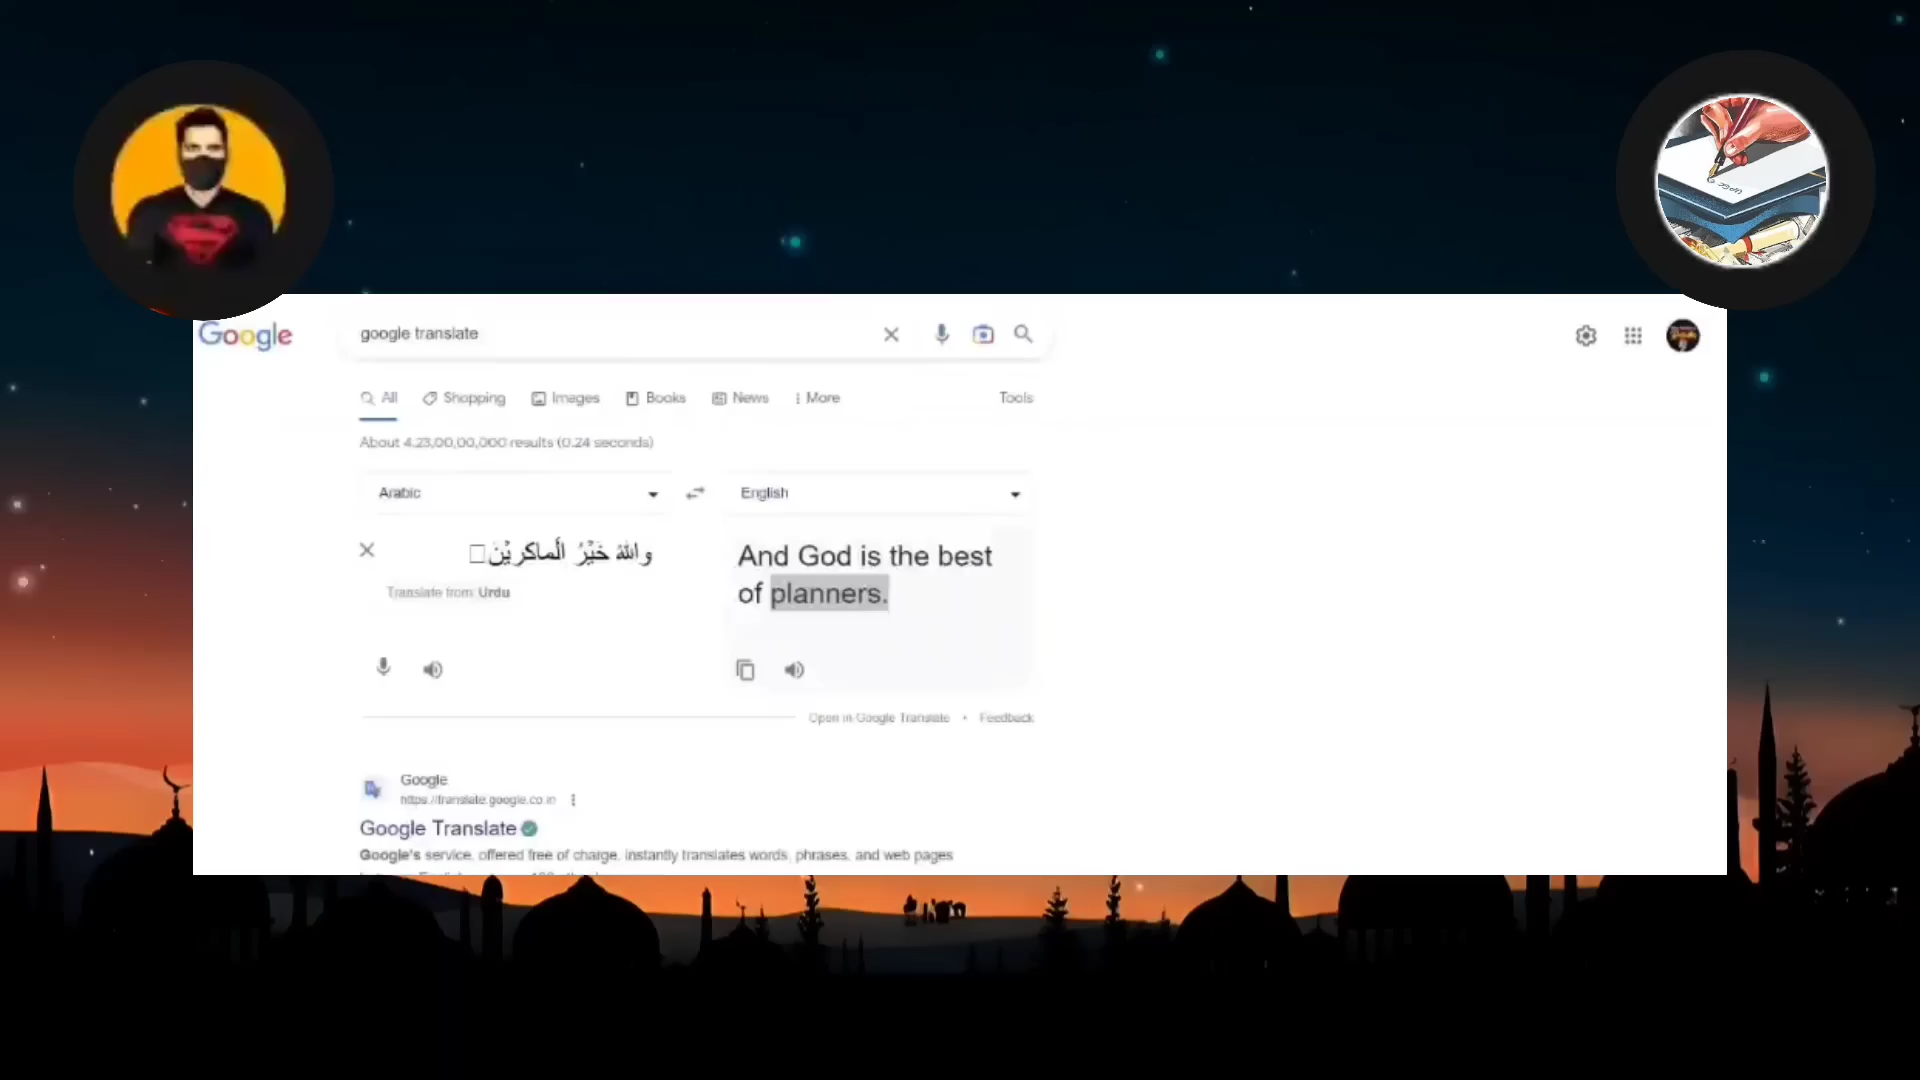 Google
google translate
All
Shopping
Images
Books
News
More
Tools
About 4,23,00,00,000 results (0.24 seconds)
Arabic
English
واللهُ خَيْرُ الْماكريْنَ
And God is the best
of planners.
Translate from: Urdu
Open in Google Translate • Feedback
Google
https://translate.google.co.in
Google Translate
Google's service, offered free of charge, instantly translates words, phrases, and web pages